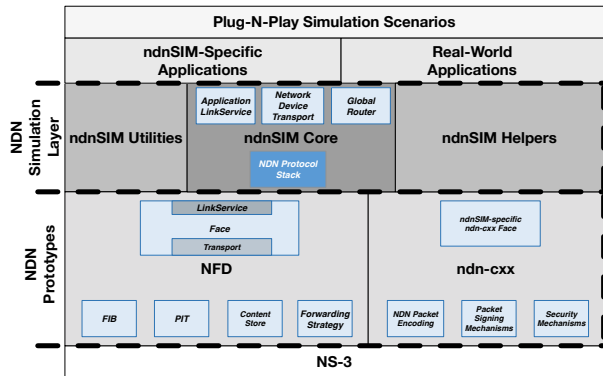 Plug-N-Play Simulation Scenarios
ndnSIM-Specific
Applications
Real-World
Applications
NDN
Simulation
Layer
ndnSIM Utilities
Application
LinkService
Network
Device
Transport
Global
Router
ndnSIM Core
NDN Protocol
Stack
ndnSIM Helpers
NDN
Prototypes
LinkService
Face
Transport
NFD
FIB
PIT
Content
Store
Forwarding
Strategy
ndnSIM-specific
ndn-cxx Face
ndn-cxx
NDN Packet
Encoding
Packet
Signing
Mechanisms
Security
Mechanisms
NS-3